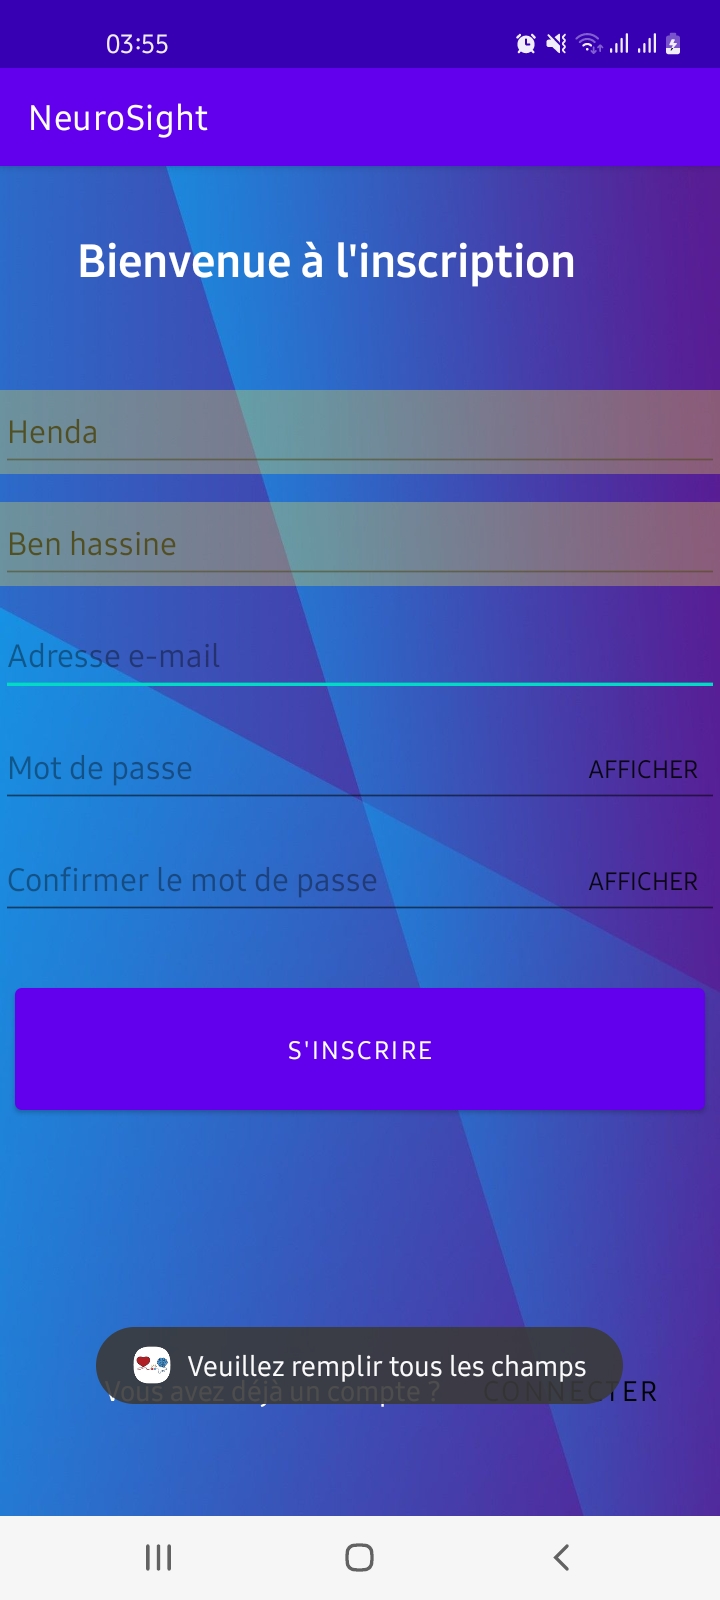 03:55
NeuroSight
Bienvenue à l'inscription
Henda
Ben hassine
Adresse e-mail
Mot de passe
AFFICHER
Confirmer le mot de passe
AFFICHER
S'INSCRIRE
Veuillez remplir tous les champs
Vous avez déjà un compte ? CONNECTER